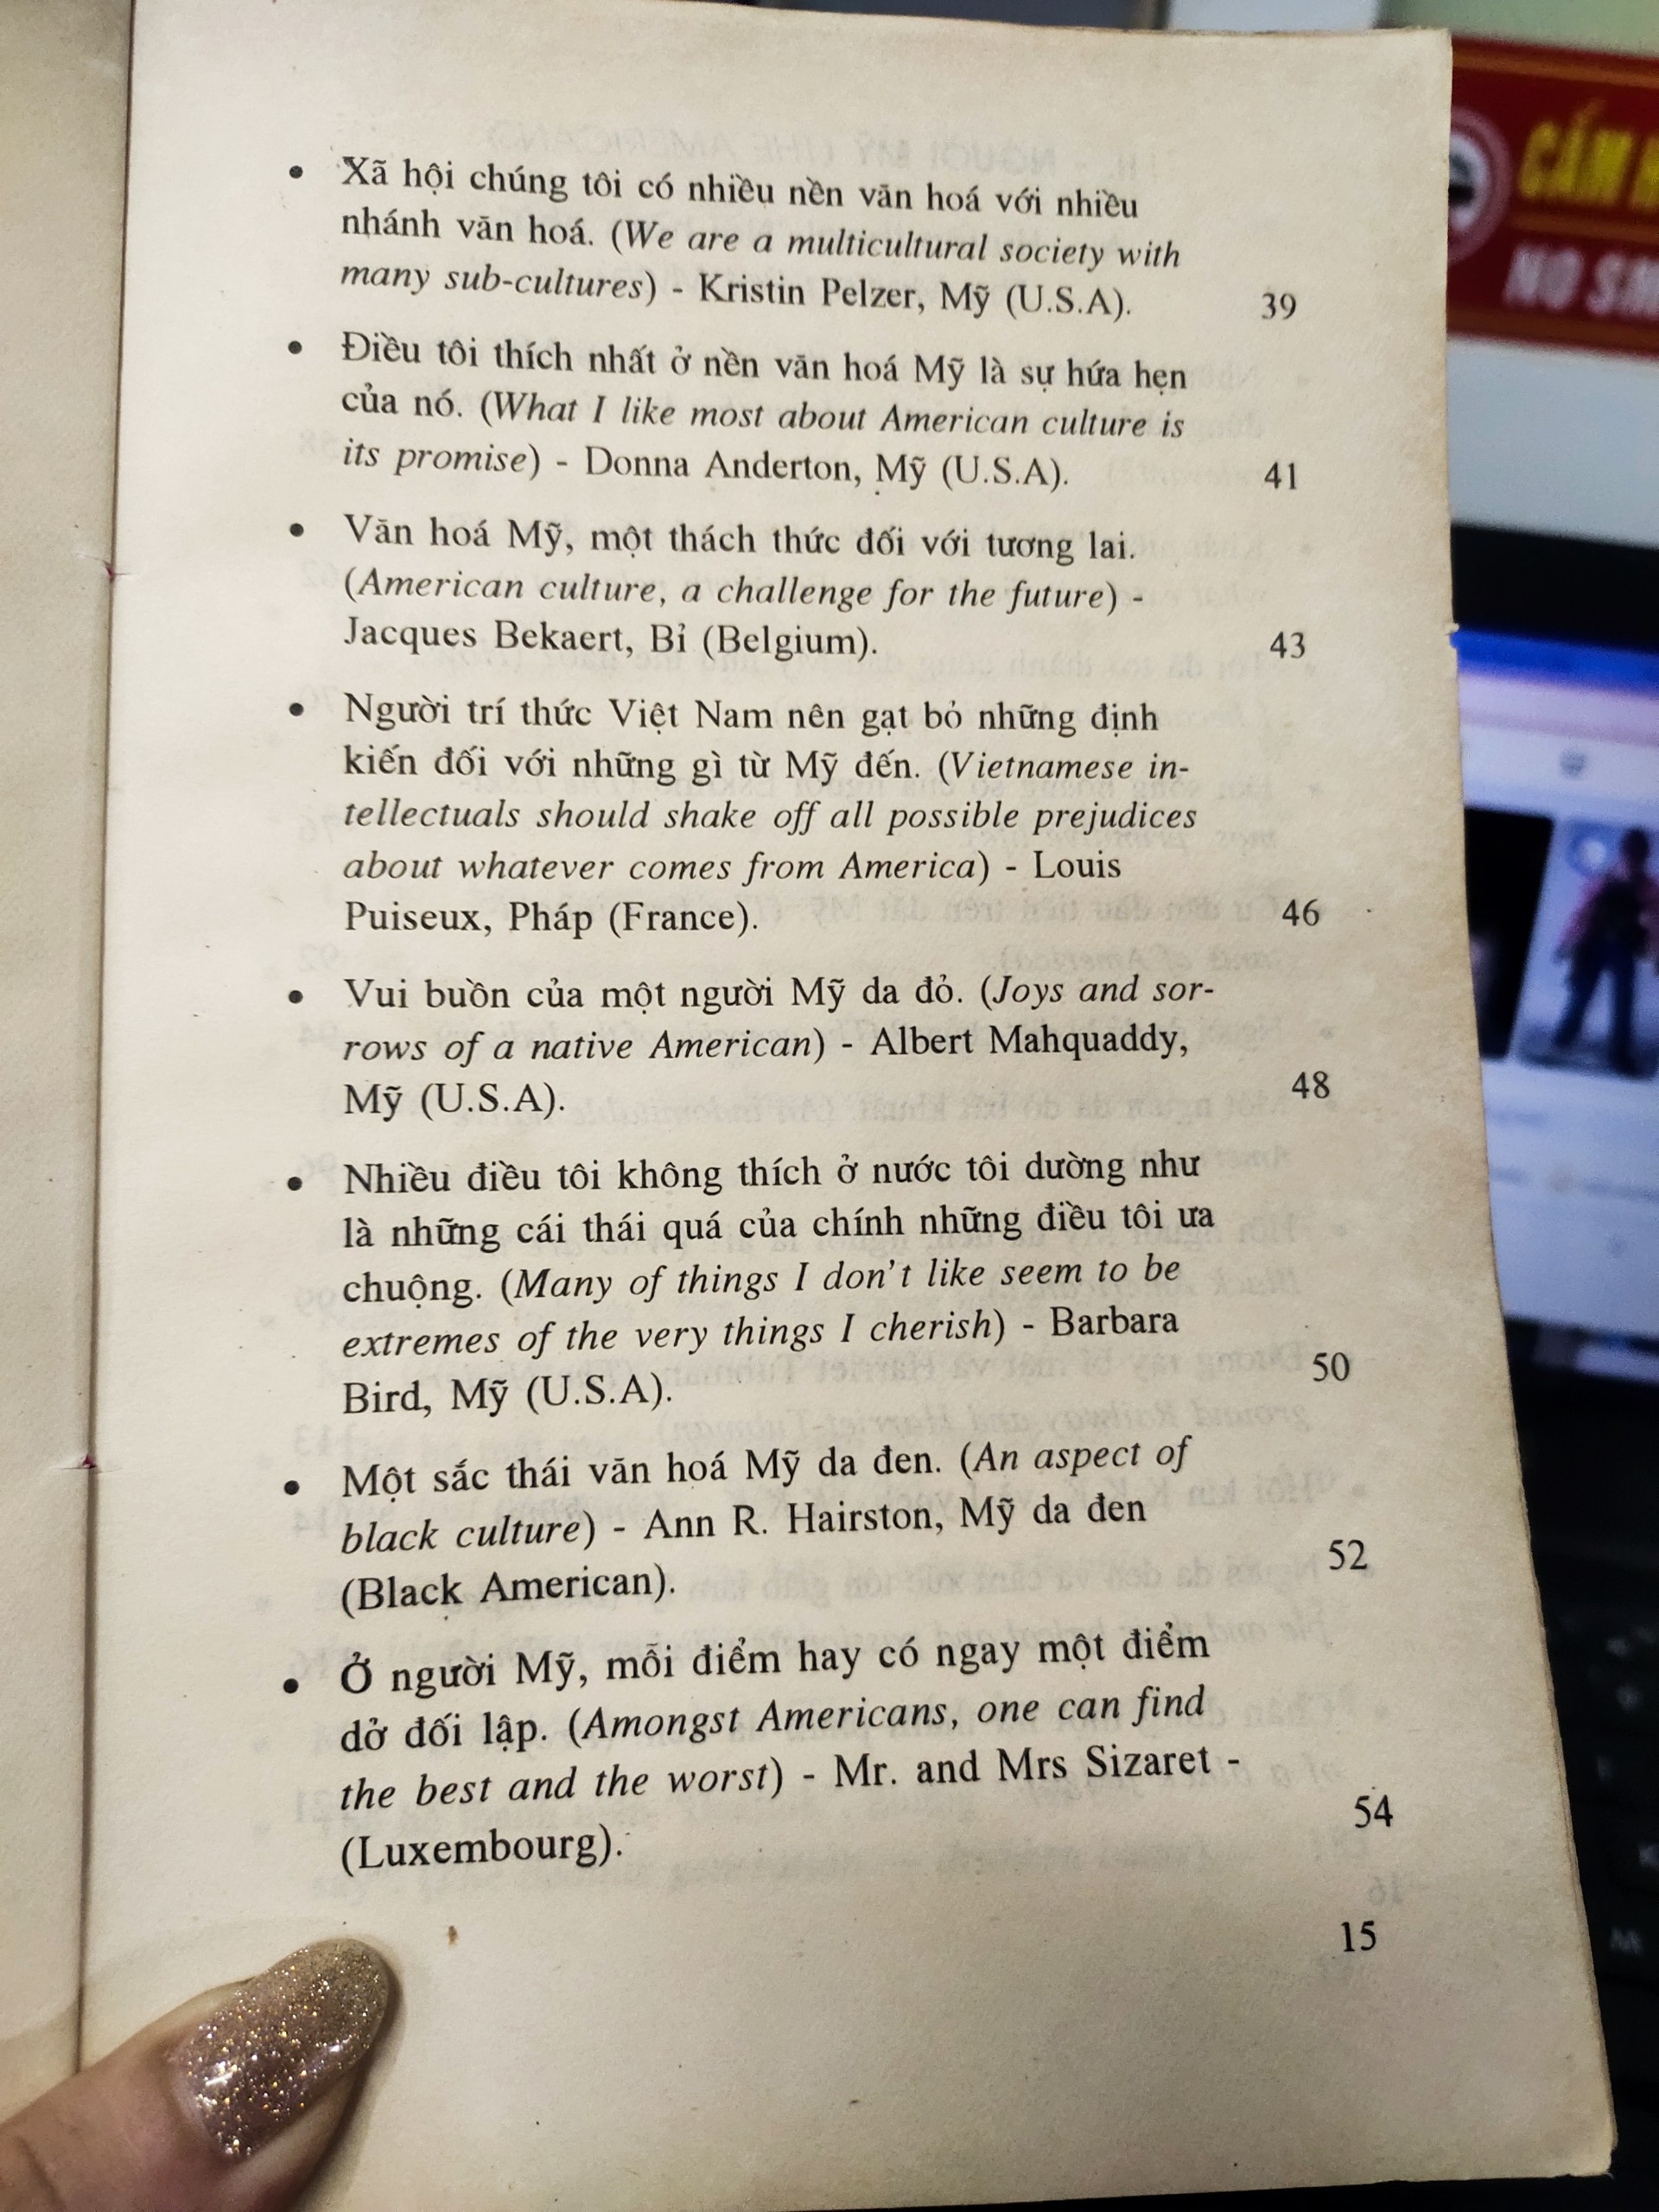 • Xã hội chúng tôi có nhiều nền văn hoá với nhiều
nhánh văn hoá. (We are a multicultural society with
many sub-cultures) - Kristin Pelzer, Mỹ (U.S.A). 39
• Điều tôi thích nhất ở nền văn hoá Mỹ là sự hứa hẹn
của nó. (What I like most about American culture is
its promise) - Donna Anderton, Mỹ (U.S.A). 41
• Văn hoá Mỹ, một thách thức đối với tương lai.
(American culture, a challenge for the future) -
Jacques Bekaert, Bỉ (Belgium). 43
• Người trí thức Việt Nam nên gạt bỏ những định
kiến đối với những gì từ Mỹ đến. (Vietnamese in-
tellectuals should shake off all possible prejudices
about whatever comes from America) - Louis
Puiseux, Pháp (France). 46
• Vui buồn của một người Mỹ da đỏ. (Joys and sor-
rows of a native American) - Albert Mahquaddy,
Mỹ (U.S.A). 48
• Nhiều điều tôi không thích ở nước tôi dường như
là những cái thái quá của chính những điều tôi ưa
chuộng. (Many of things I don't like seem to be
extremes of the very things I cherish) - Barbara
Bird, Mỹ (U.S.A). 50
• Một sắc thái văn hoá Mỹ da đen. (An aspect of
black culture) - Ann R. Hairston, Mỹ da đen
(Black American). 52
• Ở người Mỹ, mỗi điểm hay có ngay một điểm
dở đối lập. (Amongst Americans, one can find
the best and the worst) - Mr. and Mrs Sizaret -
(Luxembourg). 54
15
CẤM
NO